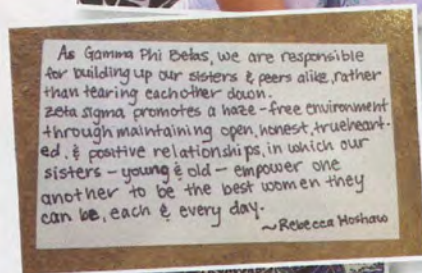 As Gamma Phi Betas, we are responsible
for building up our sisters & peers alike, rather
than tearing eachother down.
Zeta Sigma promotes a haze-free environment
through maintaining open, honest, trueheart-
ed, & positive relationships, in which our
sisters - young & old - empower one
another to be the best women they
can be, each & every day.
~Rebecca Hoshaw